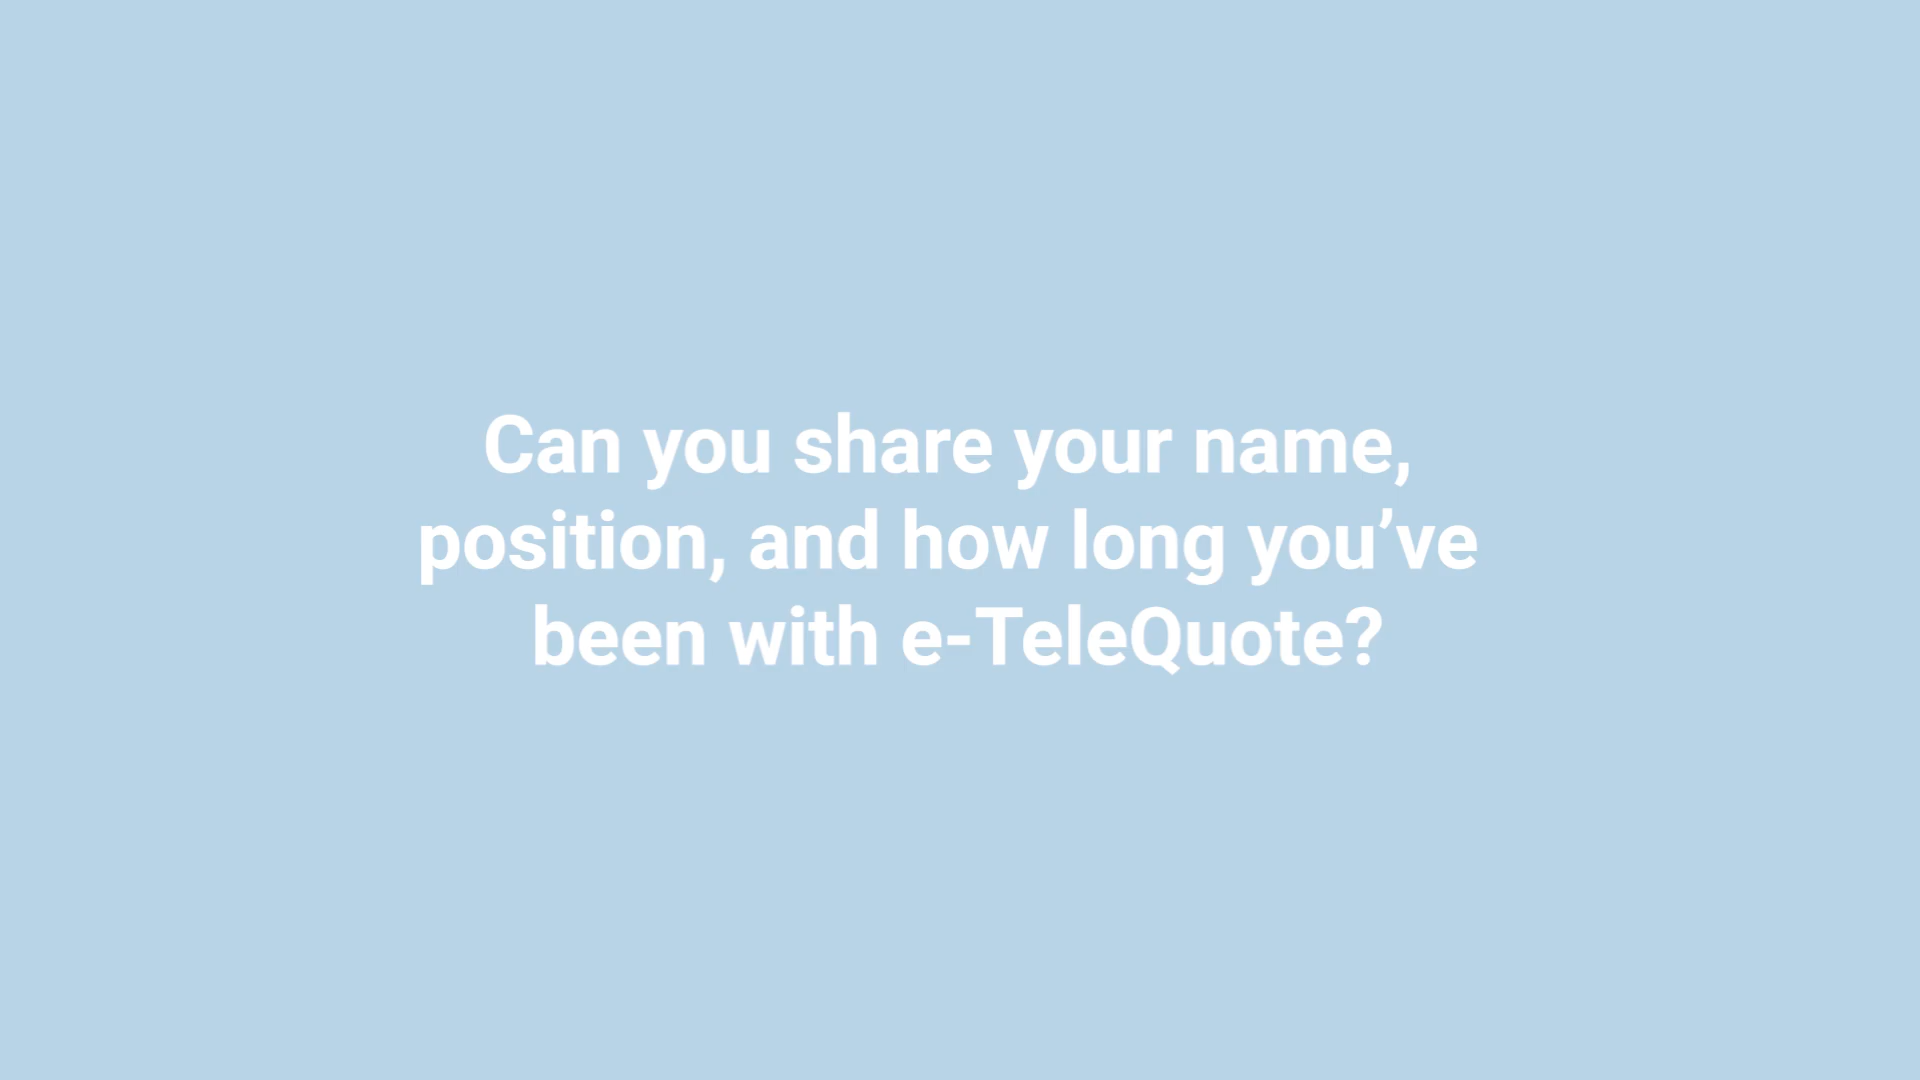 Can you share your name,
position, and how long you’ve
been with e-TeleQuote?